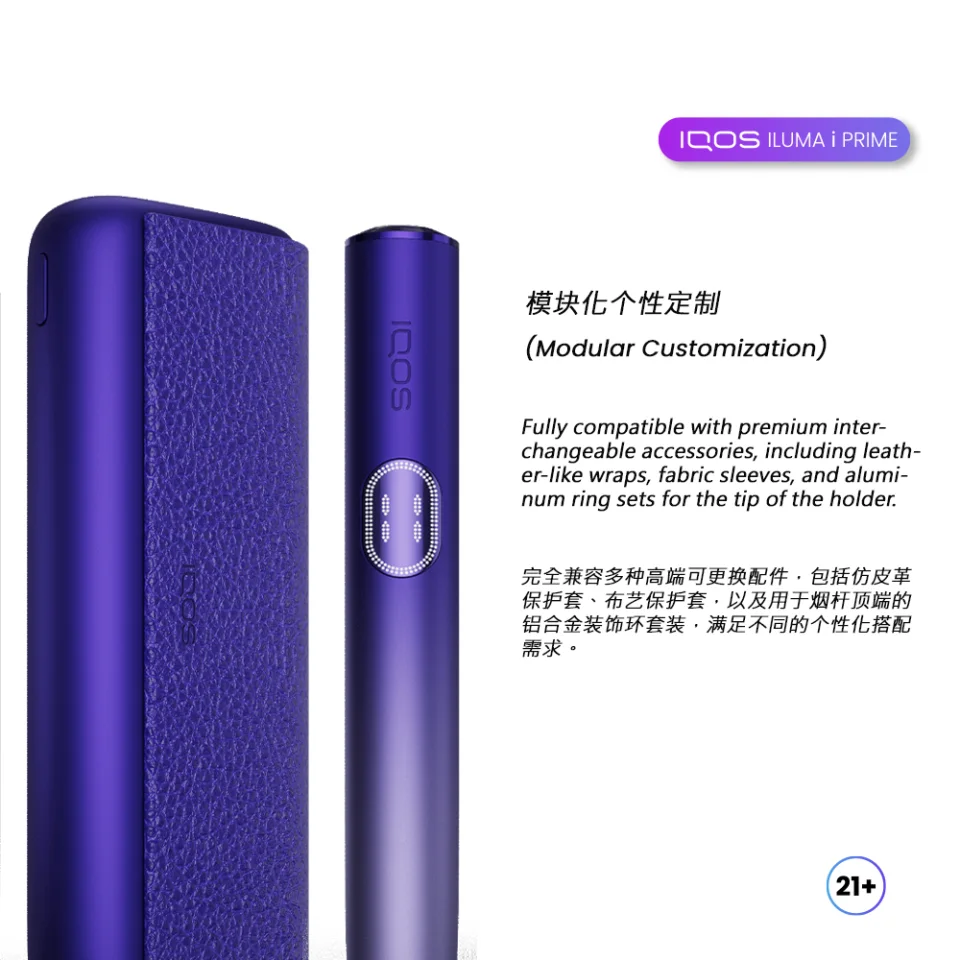 IQOS ILUMA i PRIME
IQOS
IQOS
模块化个性定制
(Modular Customization)
Fully compatible with premium inter-
changeable accessories, including leath-
er-like wraps, fabric sleeves, and alumi-
num ring sets for the tip of the holder.
完全兼容多种高端可更换配件，包括仿皮革
保护套、布艺保护套，以及用于烟杆顶端的
铝合金装饰环套装，满足不同的个性化搭配
需求。
21+